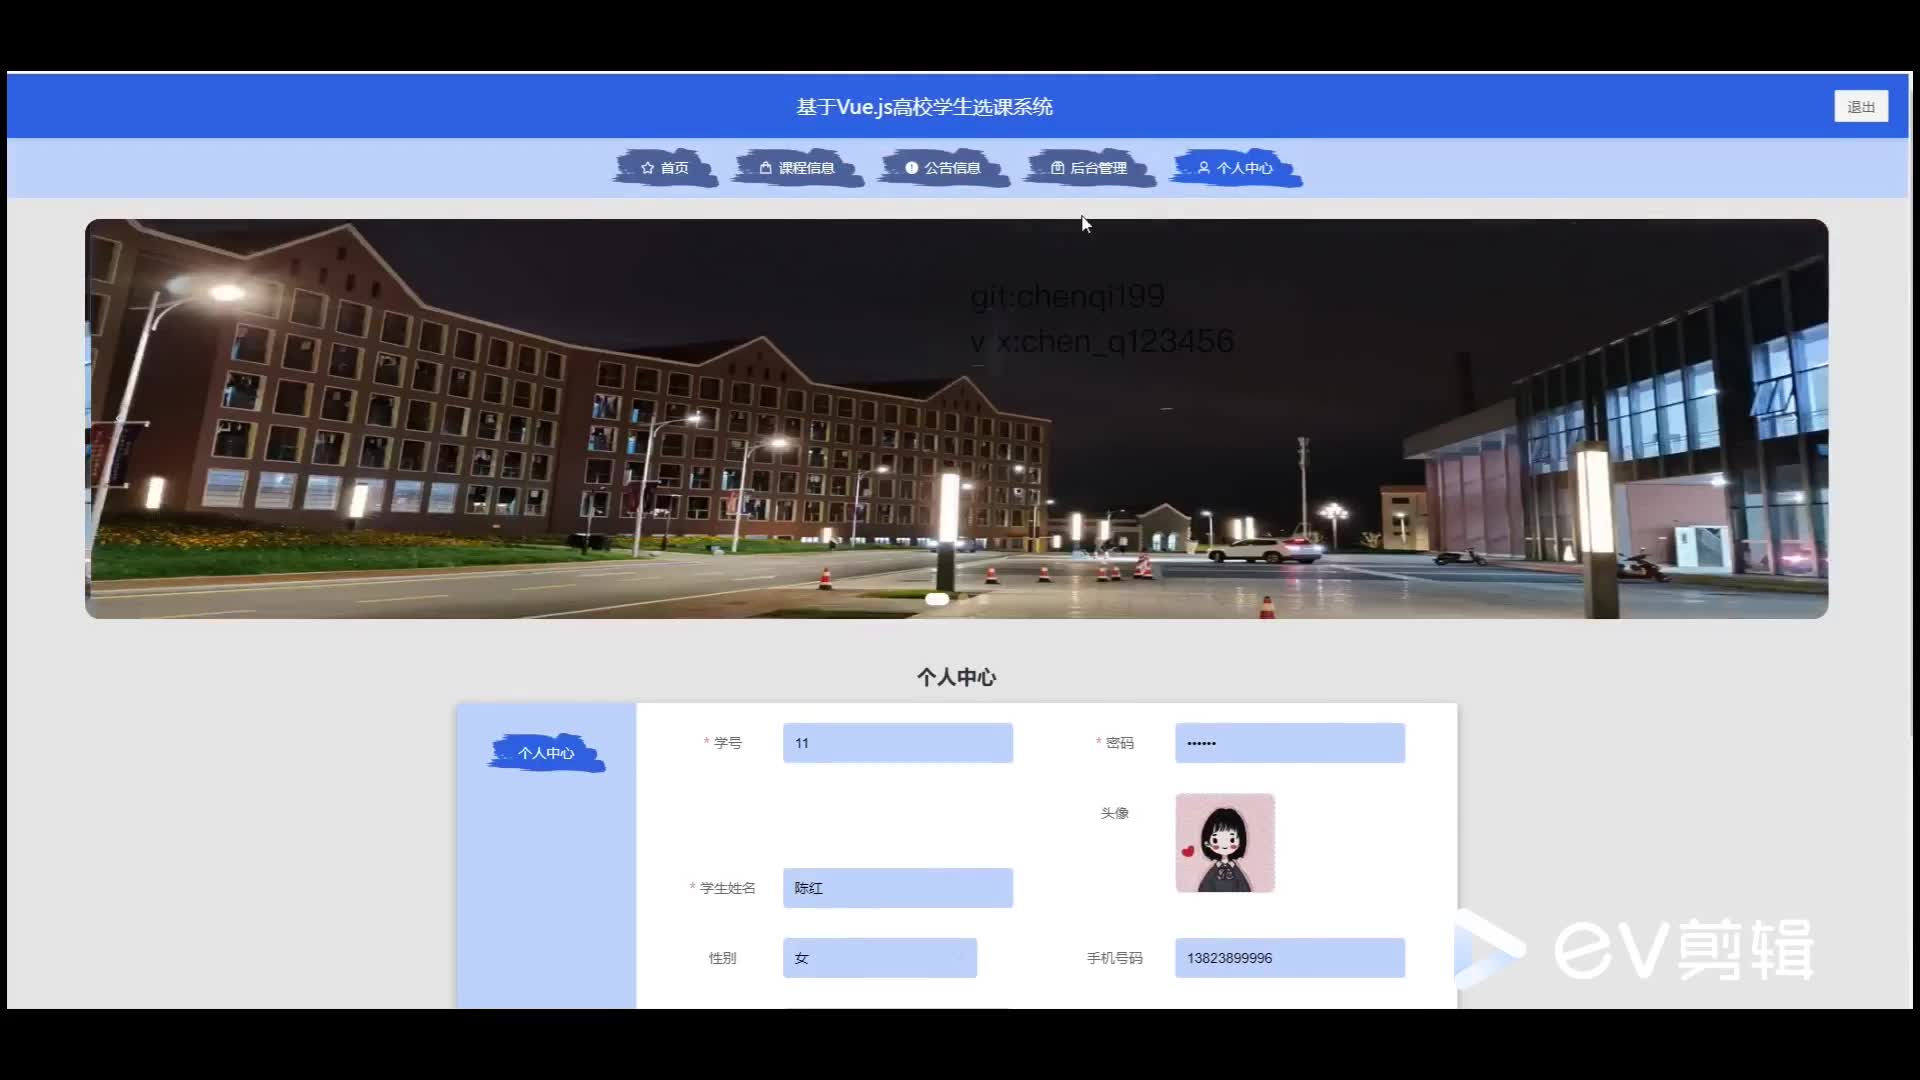 基于Vue.js高校学生选课系统
退出
首页
课程信息
公告信息
后台管理
个人中心
git:chenqi199
v x:chen_q123456
个人中心
个人中心
* 学号
11
* 密码
••••••
头像
* 学生姓名
陈红
性别
女
手机号码
13823899996
eV剪辑